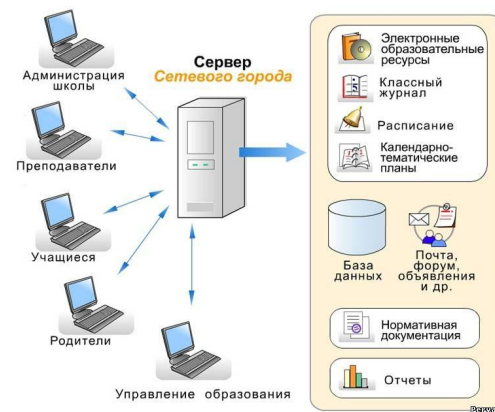 Администрация
школы
Преподаватели
Учащиеся
Родители
Управление образования
Сервер
Сетевого города
Электронные
образовательные
ресурсы
Классный
журнал
Расписание
Календарно-
тематические
планы
База
данных
Почта,
форум,
объявления
и др.
Нормативная
документация
Отчеты